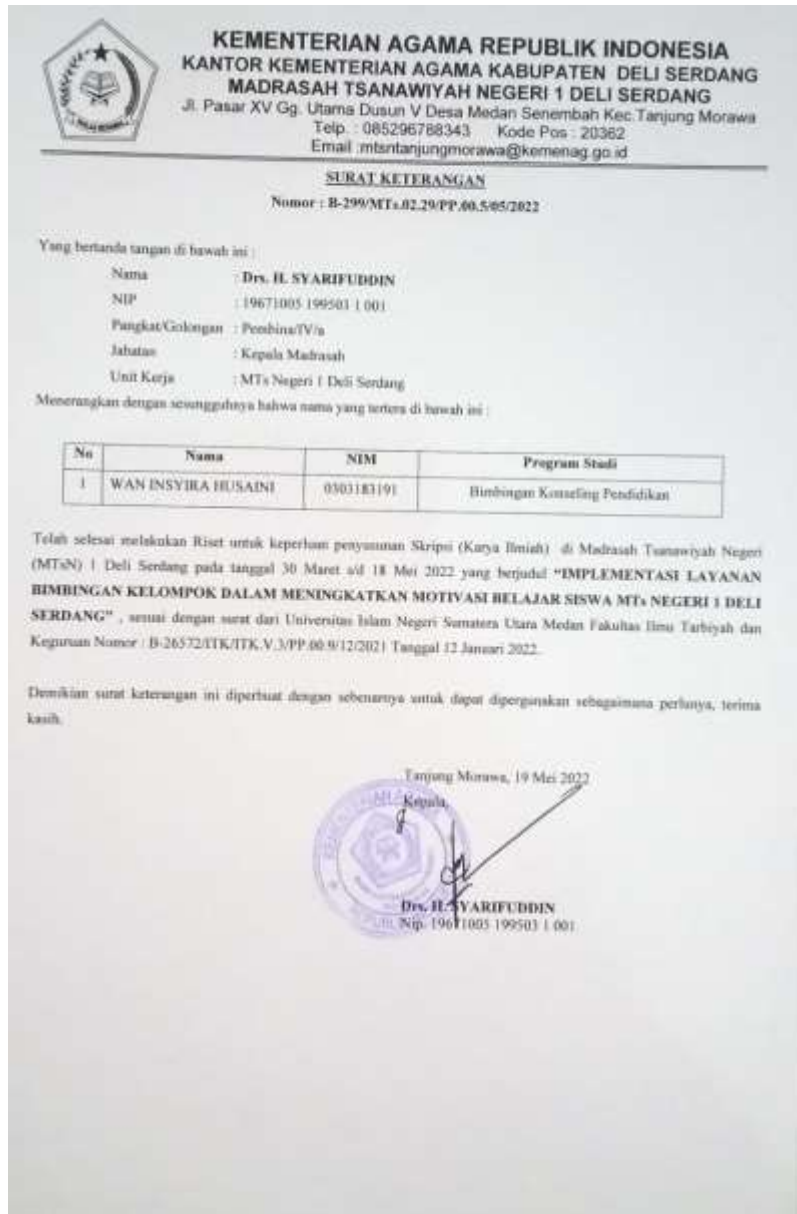 KEMENTERIAN AGAMA REPUBLIK INDONESIA
KANTOR KEMENTERIAN AGAMA KABUPATEN DELI SERDANG
MADRASAH TSANAWIYAH NEGERI 1 DELI SERDANG
Jl. Pasar XV Gg. Utama Dusun V Desa Medan Senembah Kec.Tanjung Morawa
Telp. : 085296788343 Kode Pos : 20362
Email :mtsntanjungmorawa@kemenag.go.id
SURAT KETERANGAN
Nomor : B-299/MTs.02.29/PP.00.5/05/2022
Yang bertanda tangan di bawah ini :
Nama : Drs. H. SYARIFUDDIN
NIP : 19671005 199503 1 001
Pangkat/Golongan : Pembina/IV/a
Jabatan : Kepala Madrasah
Unit Kerja : MTs Negeri 1 Deli Serdang
Menerangkan dengan sesungguhnya bahwa nama yang tertera di bawah ini :
No Nama NIM Program Studi
1 WAN INSYIRA HUSAINI 0303183191 Bimbingan Konseling Pendidikan
Telah selesai melakukan Riset untuk keperluan penyusunan Skripsi (Karya Ilmiah) di Madrasah Tsanawiyah Negeri
(MTsN) 1 Deli Serdang pada tanggal 30 Maret s/d 18 Mei 2022 yang berjudul “IMPLEMENTASI LAYANAN
BIMBINGAN KELOMPOK DALAM MENINGKATKAN MOTIVASI BELAJAR SISWA MTs NEGERI 1 DELI
SERDANG” , sesuai dengan surat dari Universitas Islam Negeri Sumatera Utara Medan Fakultas Ilmu Tarbiyah dan
Keguruan Nomor : B-26572/ITK/ITK.V.3/PP.00.9/12/2021 Tanggal 12 Januari 2022.
Demikian surat keterangan ini diperbuat dengan sebenarnya untuk dapat dipergunakan sebagaimana perlunya, terima
kasih.
Tanjung Morawa, 19 Mei 2022
Kepala,
Drs. H. SYARIFUDDIN
Nip. 19671005 199503 1 001